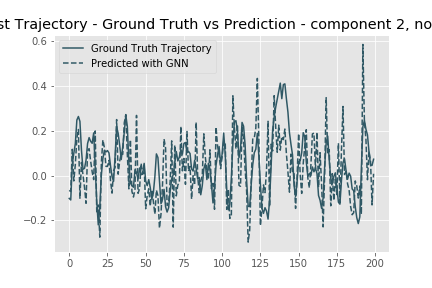 st Trajectory - Ground Truth vs Prediction - component 2, no
Ground Truth Trajectory
Predicted with GNN
0.6
0.4
0.2
0.0
−0.2
0 25 50 75 100 125 150 175 200